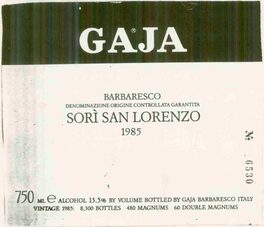 GAJA
BARBARESCO
DENOMINAZIONE ORIGINE CONTROLLATA GARANTITA
SORÌ SAN LORENZO
1985
№ 6530
750 ML e ALCOHOL 13.5% BY VOLUME BOTTLED BY GAJA BARBARESCO ITALY
VINTAGE 1985: 8,300 BOTTLES 480 MAGNUMS 60 DOUBLE MAGNUMS